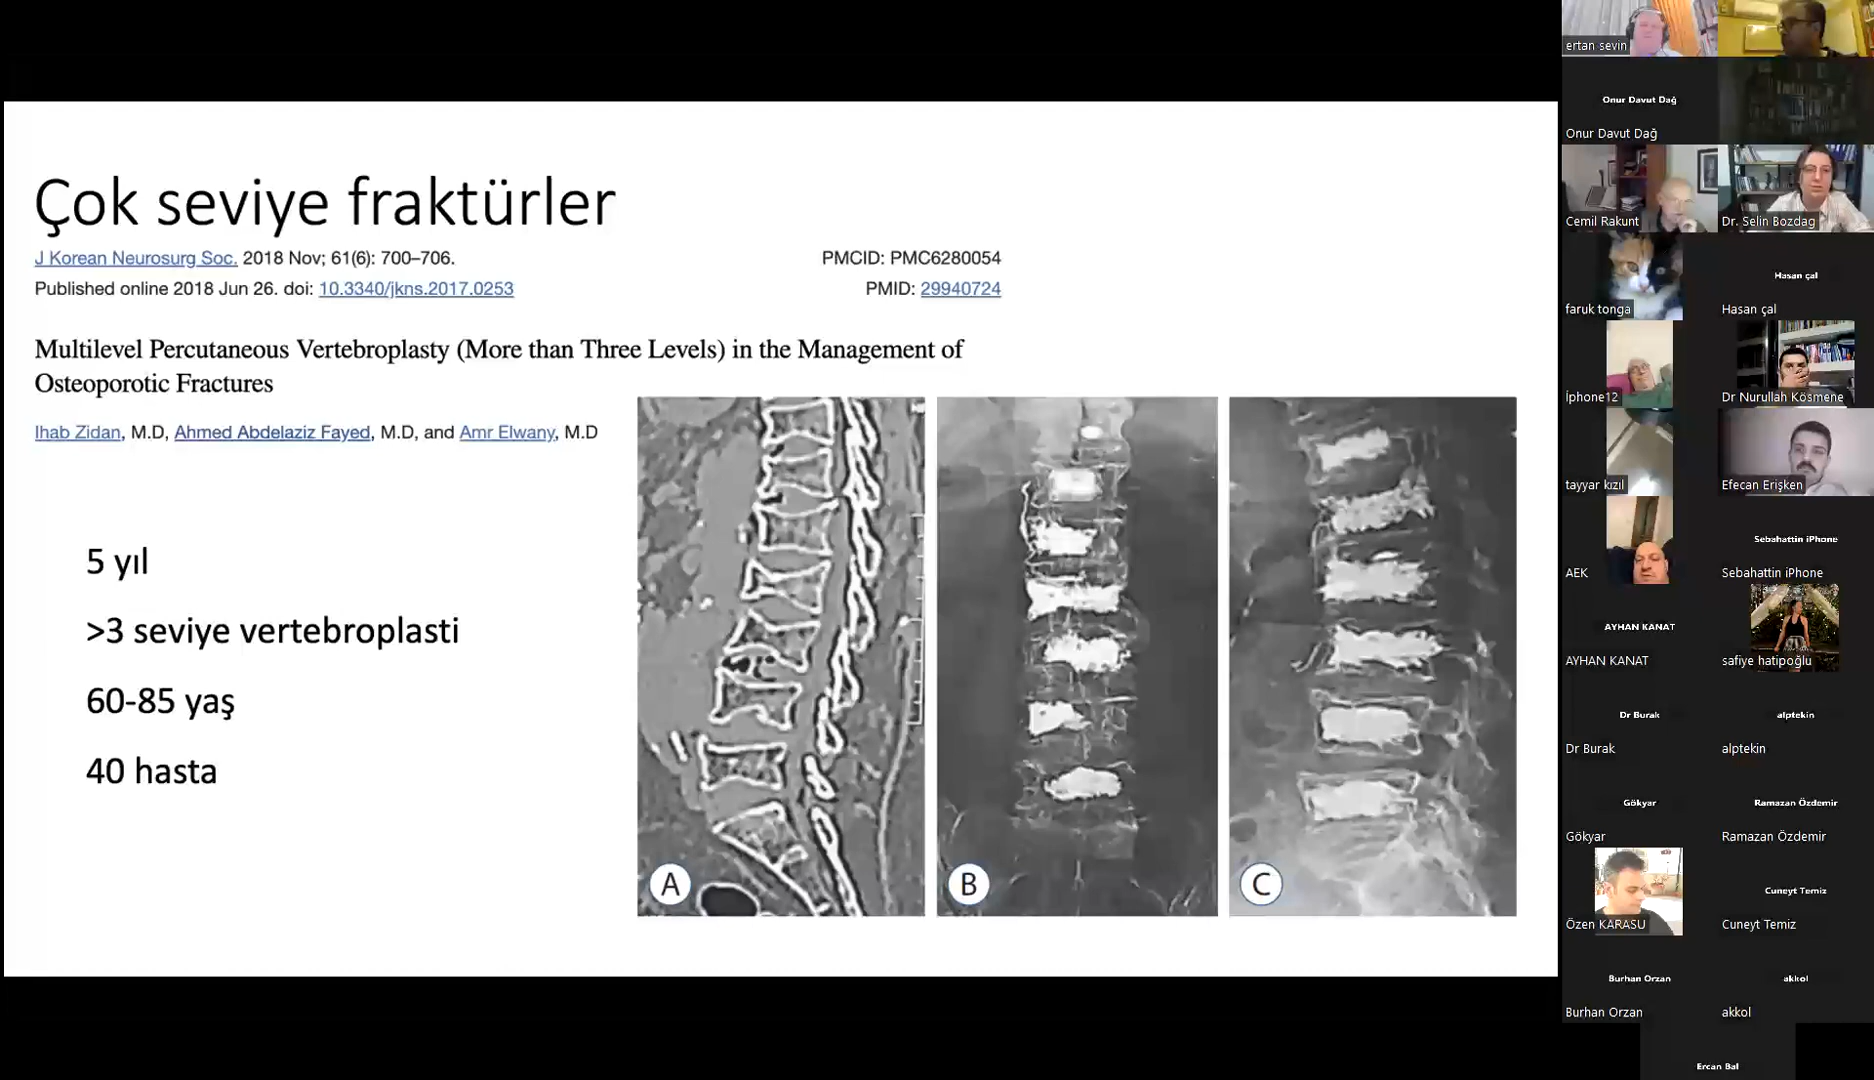 Çok seviye fraktürler
J Korean Neurosurg Soc. 2018 Nov; 61(6): 700–706.
PMCID: PMC6280054
Published online 2018 Jun 26. doi: 10.3340/jkns.2017.0253
PMID: 29940724
Multilevel Percutaneous Vertebroplasty (More than Three Levels) in the Management of
Osteoporotic Fractures
Ihab Zidan, M.D, Ahmed Abdelaziz Fayed, M.D, and Amr Elwany, M.D
5 yıl
>3 seviye vertebroplasti
60-85 yaş
40 hasta
A
B
C
ertan sevin
Onur Davut Dağ
Onur Davut Dağ
Cemil Rakunt
Dr. Selin Bozdag
faruk tonga
Hasan çal
Hasan çal
İphone12
Dr Nurullah Kösmene
tayyar kızıl
Efecan Erişken
AEK
Sebahattin iPhone
Sebahattin iPhone
AYHAN KANAT
AYHAN KANAT
safiye hatipoğlu
Dr Burak
Dr Burak
alptekin
alptekin
Gökyar
Gökyar
Ramazan Özdemir
Ramazan Özdemir
Özen KARASU
Cuneyt Temiz
Cuneyt Temiz
Burhan Orzan
Burhan Orzan
akkol
akkol
Ercan Bal